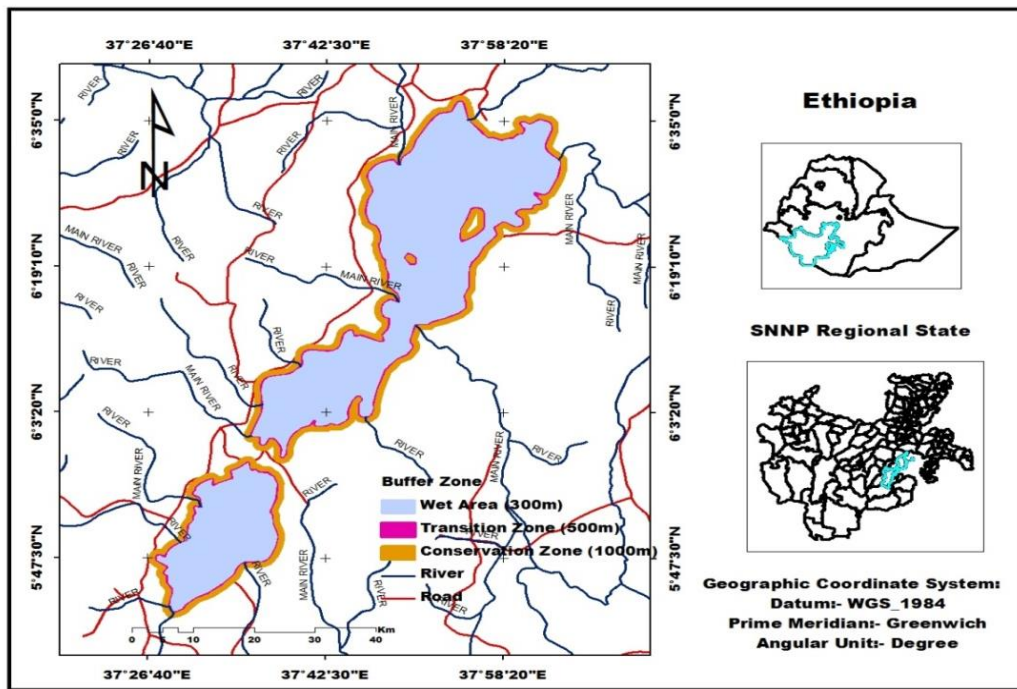 37°26'40"E 37°42'30"E 37°58'20"E
6°35'0"N
6°19'10"N
6°3'20"N
5°47'30"N
N
RIVER
RIVER
MAIN RIVER
RIVER
RIVER
RIVER
MAIN RIVER
RIVER
MAIN RIVER
RIVER
MAIN RIVER
MAIN RIVER
RIVER
RIVER
RIVER
RIVER
MAIN RIVER
RIVER
RIVER
MAIN RIVER
RIVER
MAIN RIVER
RIVER
RIVER
MAIN RIVER
Buffer Zone
Wet Area (300m)
Transition Zone (500m)
Conservation Zone (1000m)
River
Road
0 5 10 20 30 40
Km
37°26'40"E 37°42'30"E 37°58'20"E
6°35'0"N
6°19'10"N
6°3'20"N
5°47'30"N
Ethiopia
SNNP Regional State
Geographic Coordinate System:
Datum:- WGS_1984
Prime Meridian:- Greenwich
Angular Unit:- Degree